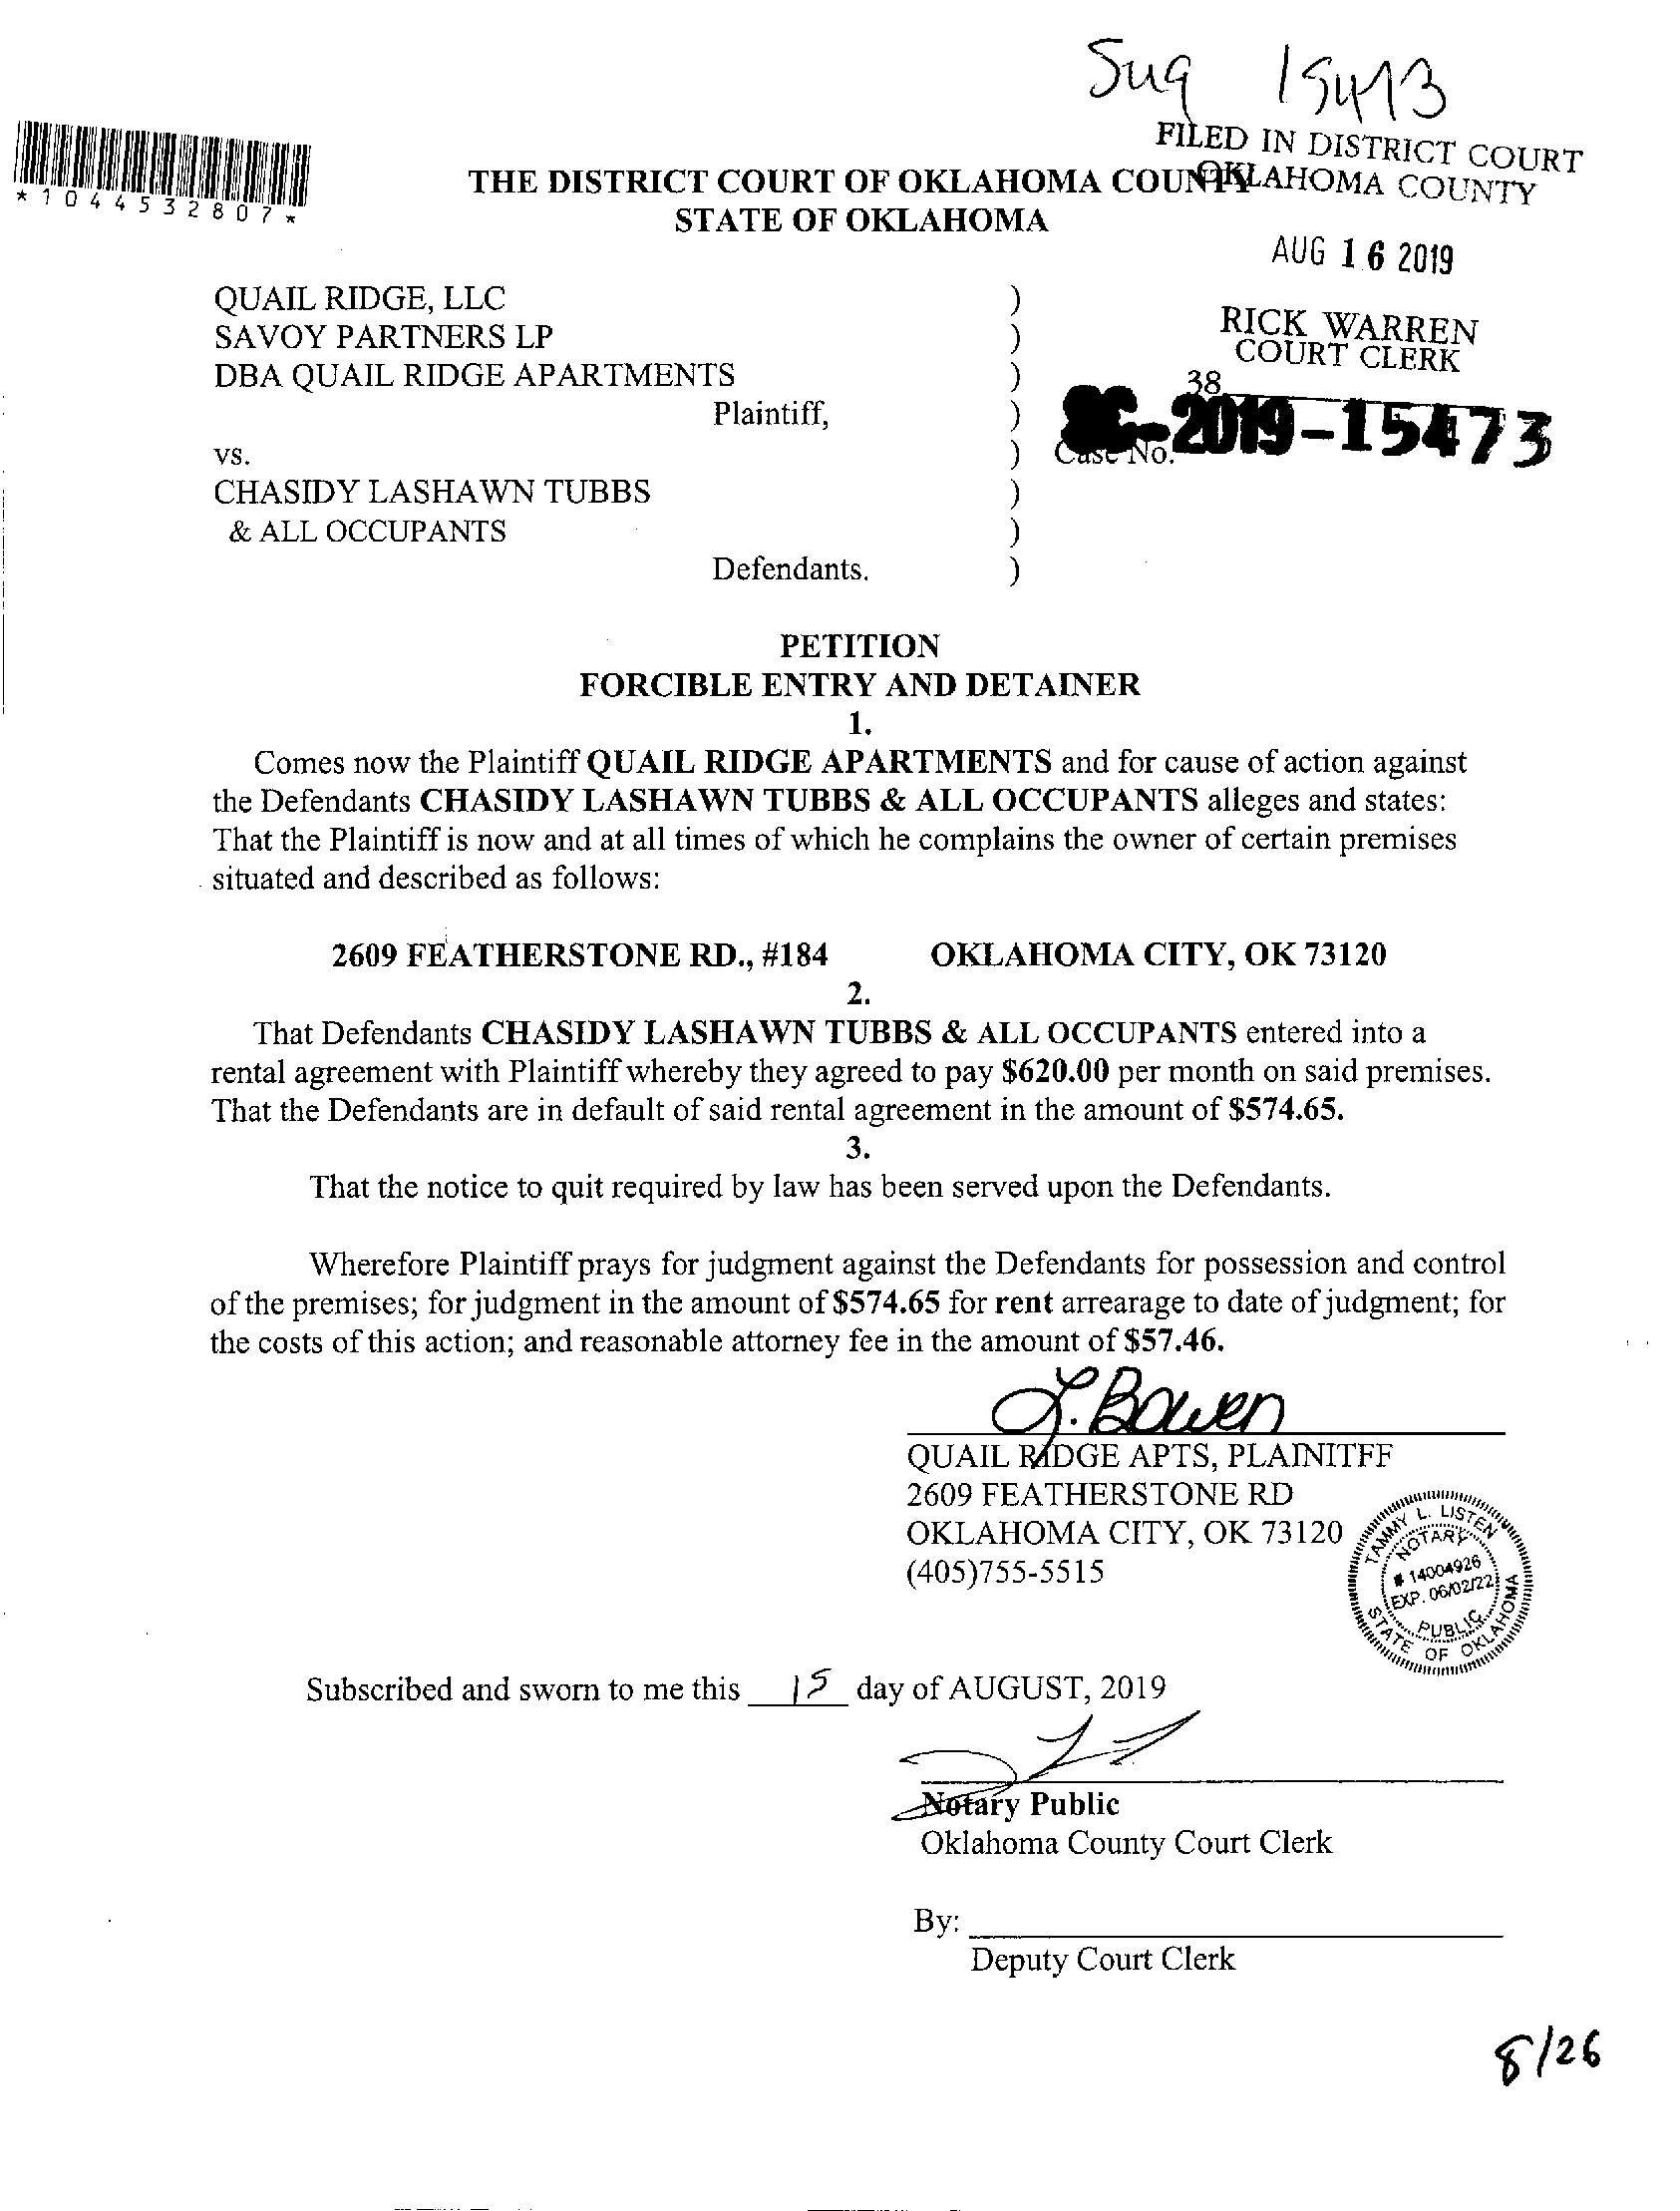 Suq 15473
FILED IN DISTRICT COURT
OKLAHOMA COUNTY
*1044532807*
THE DISTRICT COURT OF OKLAHOMA COUNTY
STATE OF OKLAHOMA
AUG 16 2019
RICK WARREN
COURT CLERK
38
QUAIL RIDGE, LLC )
SAVOY PARTNERS LP )
DBA QUAIL RIDGE APARTMENTS )
Plaintiff, )
vs. ) Case No. SC-2019-15473
CHASIDY LASHAWN TUBBS )
& ALL OCCUPANTS )
Defendants. )
PETITION
FORCIBLE ENTRY AND DETAINER
1.
Comes now the Plaintiff QUAIL RIDGE APARTMENTS and for cause of action against
the Defendants CHASIDY LASHAWN TUBBS & ALL OCCUPANTS alleges and states:
That the Plaintiff is now and at all times of which he complains the owner of certain premises
situated and described as follows:
2609 FEATHERSTONE RD., #184 OKLAHOMA CITY, OK 73120
2.
That Defendants CHASIDY LASHAWN TUBBS & ALL OCCUPANTS entered into a
rental agreement with Plaintiff whereby they agreed to pay $620.00 per month on said premises.
That the Defendants are in default of said rental agreement in the amount of $574.65.
3.
That the notice to quit required by law has been served upon the Defendants.
Wherefore Plaintiff prays for judgment against the Defendants for possession and control
of the premises; for judgment in the amount of $574.65 for rent arrearage to date of judgment; for
the costs of this action; and reasonable attorney fee in the amount of $57.46.
L. Bowen
QUAIL RIDGE APTS, PLAINITFF
2609 FEATHERSTONE RD
OKLAHOMA CITY, OK 73120
(405)755-5515
TAMMY L. LISTEN
NOTARY
# 14004926
EXP. 06/02/22
PUBLIC
STATE OF OKLAHOMA
Subscribed and sworn to me this 15 day of AUGUST, 2019
Notary Public
Oklahoma County Court Clerk
By:
Deputy Court Clerk
8/26